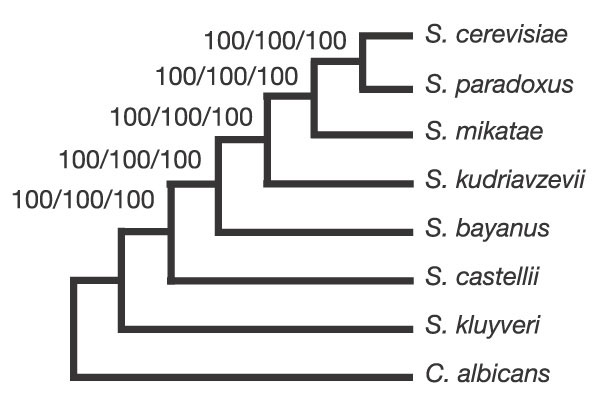 100/100/100
S. cerevisiae
100/100/100
S. paradoxus
100/100/100
S. mikatae
100/100/100
S. kudriavzevii
100/100/100
S. bayanus
S. castellii
S. kluyveri
C. albicans